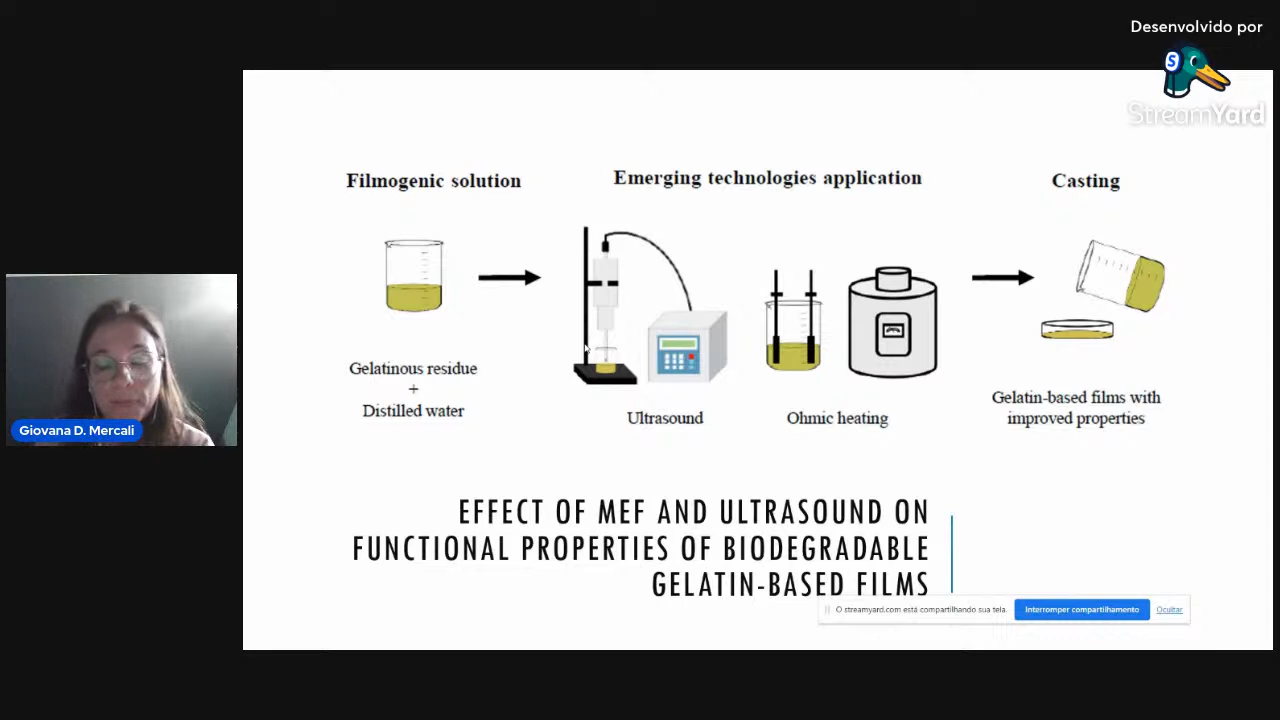 Desenvolvido por
S
StreamYard
Filmogenic solution
Emerging technologies application
Casting
Gelatinous residue
+
Distilled water
Ultrasound
Ohmic heating
Gelatin-based films with
improved properties
Giovana D. Mercali
EFFECT OF MEF AND ULTRASOUND ON
FUNCTIONAL PROPERTIES OF BIODEGRADABLE
GELATIN-BASED FILMS
O streamyard.com está compartilhando sua tela.
Interromper compartilhamento
Ocultar